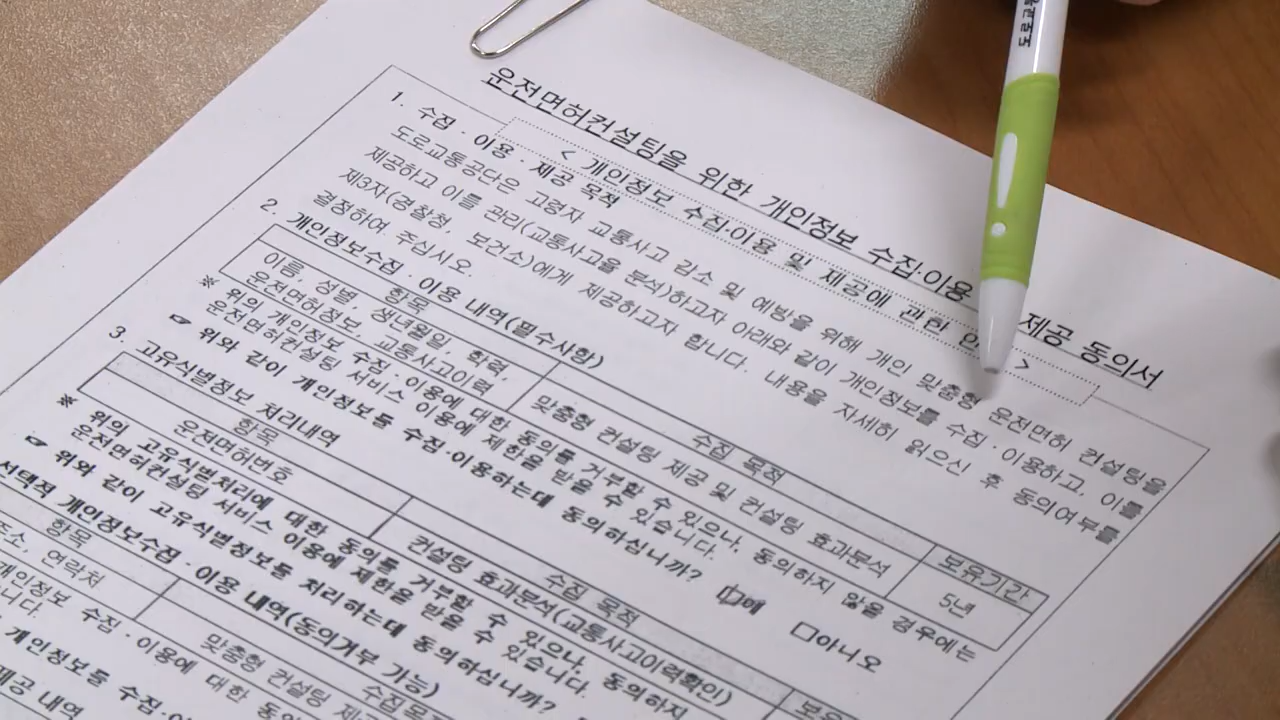 운전면허컨설팅을 위한 개인정보 수집·이용 제공 동의서
< 개인정보 수집·이용 및 제공에 관한 >
1. 수집 · 이용 · 제공 목적
도로교통공단은 고령자 교통사고 감소 및 예방을 위해 개인 맞춤형 운전면허 컨설팅을
제공하고 이를 관리(교통사고을 분석)하고자 아래와 같이 개인정보를 수집 · 이용하고, 이를
제3자(경찰청, 보건소)에게 제공하고자 합니다. 내용을 자세히 읽으신 후 동의여부를
결정하여 주십시오.
2. 개인정보수집 · 이용 내역(필수사항)
항목 수집 목적 보유기간
이름, 성별, 생년월일, 학력,
운전면허정보, 교통사고이력 맞춤형 컨설팅 제공 및 컨설팅 효과분석 5년
※ 위의 개인정보 수집 · 이용에 대한 동의를 거부할 수 있으나, 동의하지 않을 경우에는
운전면허컨설팅 서비스 이용에 제한을 받을 수 있습니다.
☞ 위와 같이 개인정보를 수집·이용하는데 동의하십니까? □예 □아니오
3. 고유식별정보 처리내역
항목 수집 목적
운전면허번호 컨설팅 효과분석(교통사고이력확인)
※ 위의 고유식별처리에 대한 동의를 거부할 수 있으나, 동의하지
운전면허컨설팅 서비스 이용에 제한을 받을 수 있습니다.
☞ 위와 같이 고유식별정보를 처리하는데 동의하십니까?
선택적 개인정보수집 · 이용 내역(동의거부 가능)
항목 수집목적
주소, 연락처 맞춤형 컨설팅
개인정보 수집 · 이용에 대한
개인정보를
제공 내역